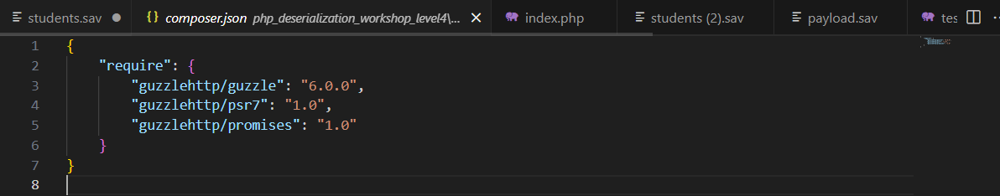 students.sav
composer.json php_deserialization_workshop_level4\...
index.php
students (2).sav
payload.sav
tes
1 {
2     "require": {
3         "guzzlehttp/guzzle": "6.0.0",
4         "guzzlehttp/psr7": "1.0",
5         "guzzlehttp/promises": "1.0"
6     }
7 }
8